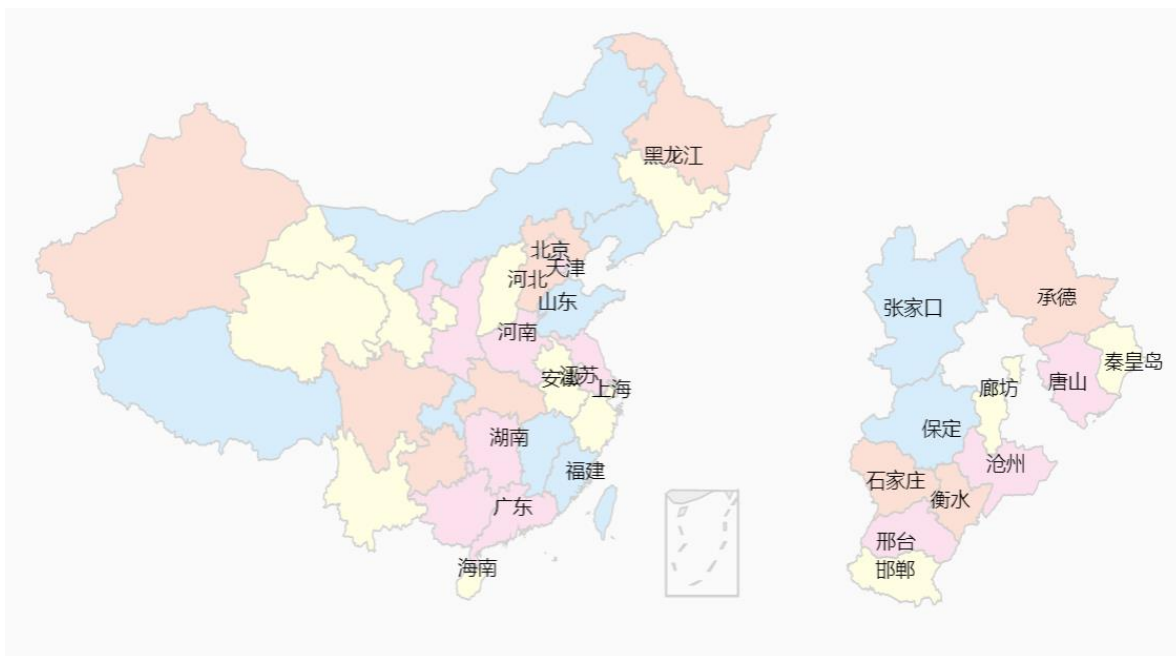 黑龙江
北京
天津
河北
山东
河南
安徽
江苏
上海
湖南
福建
广东
海南
张家口
承德
秦皇岛
唐山
廊坊
保定
沧州
石家庄
衡水
邢台
邯郸